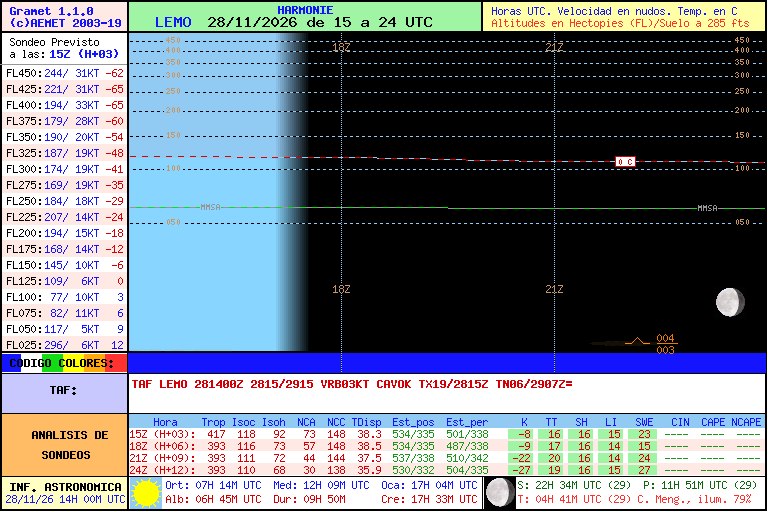 Gramet 1.1.0
(c)AEMET 2003-19
HARMONIE
LEMO 28/11/2026 de 15 a 24 UTC
Horas UTC. Velocidad en nudos. Temp. en C
Altitudes en Hectopies (FL)/Suelo a 285 fts
Sondeo Previsto
a las: 15Z (H+03)
FL450:244/ 31KT -62
FL425:221/ 31KT -65
FL400:194/ 33KT -65
FL375:179/ 28KT -60
FL350:190/ 20KT -54
FL325:187/ 19KT -48
FL300:174/ 19KT -41
FL275:169/ 19KT -35
FL250:184/ 18KT -29
FL225:207/ 14KT -24
FL200:194/ 15KT -18
FL175:168/ 14KT -12
FL150:145/ 10KT -6
FL125:109/ 6KT 0
FL100: 77/ 10KT 3
FL075: 82/ 11KT 6
FL050:117/ 5KT 9
FL025:296/ 6KT 12
450 18Z 21Z 450
400 400
350 350
300 300
250 250
200 200
150 150
0 C
100 100
MMSA MMSA
050 050
18Z 21Z
004
003
CODIGO COLORES:
TAF:
TAF LEMO 281400Z 2815/2915 VRB03KT CAVOK TX19/2815Z TN06/2907Z=
ANALISIS DE
SONDEOS
Hora Trop Isoc Isoh NCA NCC TDisp Est_pos Est_per K TT SH LI SWE CIN CAPE NCAPE
15Z (H+03): 417 118 92 73 148 38.3 534/335 501/338 -8 16 16 15 23 ---- ---- ----
18Z (H+06): 393 116 73 57 148 38.5 487/335 492/338 -9 16 16 14 15 ---- ---- ----
21Z (H+09): 393 111 72 44 144 37.5 537/338 510/342 -22 20 16 14 24 ---- ---- ----
24Z (H+12): 393 110 68 30 138 35.9 530/332 504/335 -27 19 16 15 27 ---- ---- ----
INF. ASTRONOMICA
28/11/26 14H 00M UTC
Ort: 07H 14M UTC Med: 12H 09M UTC Oca: 17H 04M UTC
Alb: 06H 45M UTC Dur: 09H 50M Cre: 17H 33M UTC
S: 22H 34M UTC (29) P: 11H 51M UTC (29)
T: 04H 41M UTC (29) C. Meng., ilum. 79%